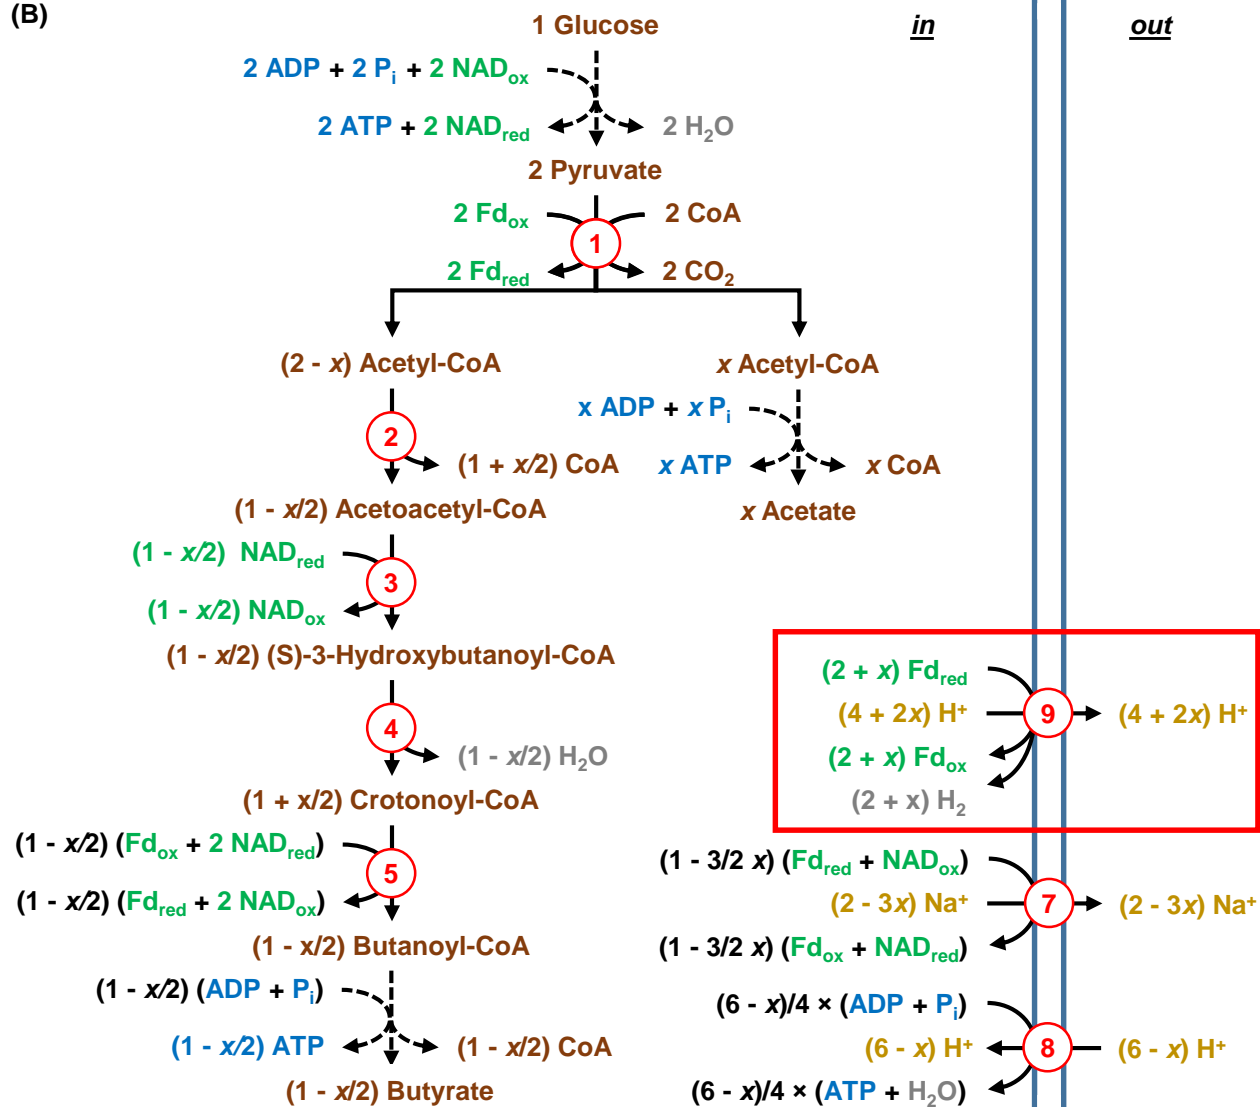 (B)
1 Glucose
in
out
2 ADP + 2 Pi + 2 NADox
2 ATP + 2 NADred
2 H2O
2 Pyruvate
2 Fdox
2 CoA
1
2 Fdred
2 CO2
(2 - x) Acetyl-CoA
x Acetyl-CoA
x ADP + x Pi
2
(1 + x/2) CoA
x ATP
x CoA
(1 - x/2) Acetoacetyl-CoA
x Acetate
(1 - x/2) NADred
3
(1 - x/2) NADox
(1 - x/2) (S)-3-Hydroxybutanoyl-CoA
4
(1 - x/2) H2O
(1 + x/2) Crotonoyl-CoA
(1 - x/2) (Fdox + 2 NADred)
5
(1 - x/2) (Fdred + 2 NADox)
(1 - x/2) Butanoyl-CoA
(1 - x/2) (ADP + Pi)
(1 - x/2) ATP
(1 - x/2) CoA
(1 - x/2) Butyrate
(2 + x) Fdred
(4 + 2x) H+
9
(4 + 2x) H+
(2 + x) Fdox
(2 + x) H2
(1 - 3/2 x) (Fdred + NADox)
(2 - 3x) Na+
7
(2 - 3x) Na+
(1 - 3/2 x) (Fdox + NADred)
(6 - x)/4 × (ADP + Pi)
(6 - x) H+
8
(6 - x) H+
(6 - x)/4 × (ATP + H2O)